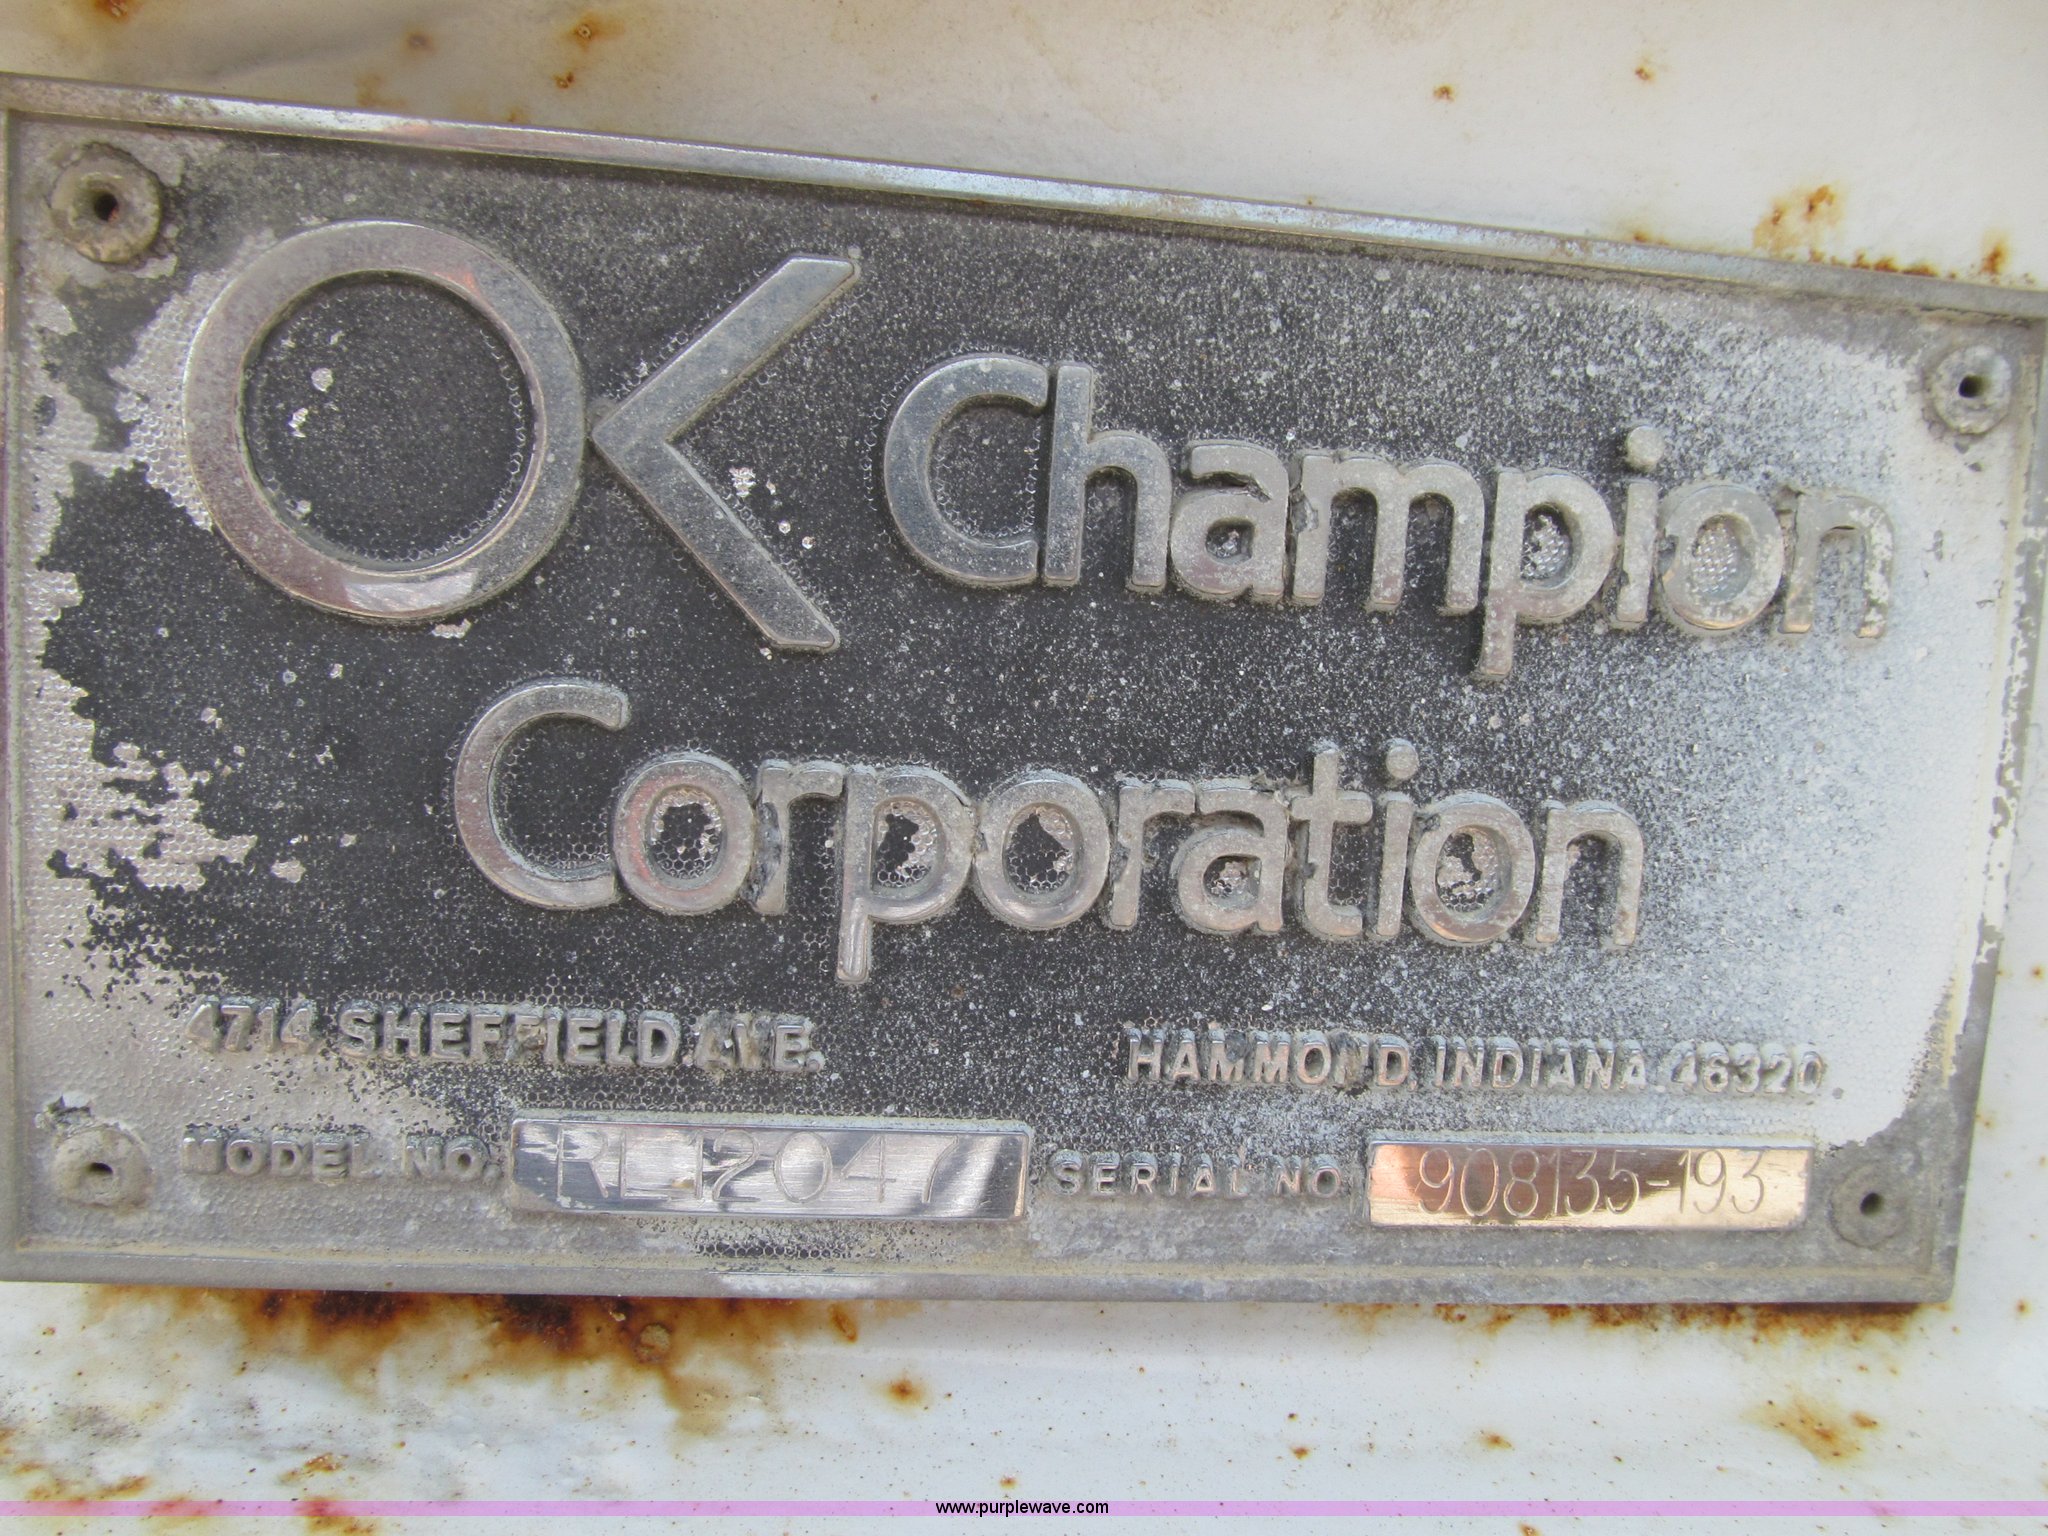 OK Champion
Corporation
4714 SHEFFIELD AVE. HAMMOND, INDIANA 46320
MODEL NO. RL12047 SERIAL NO. 908135-193
www.purplewave.com